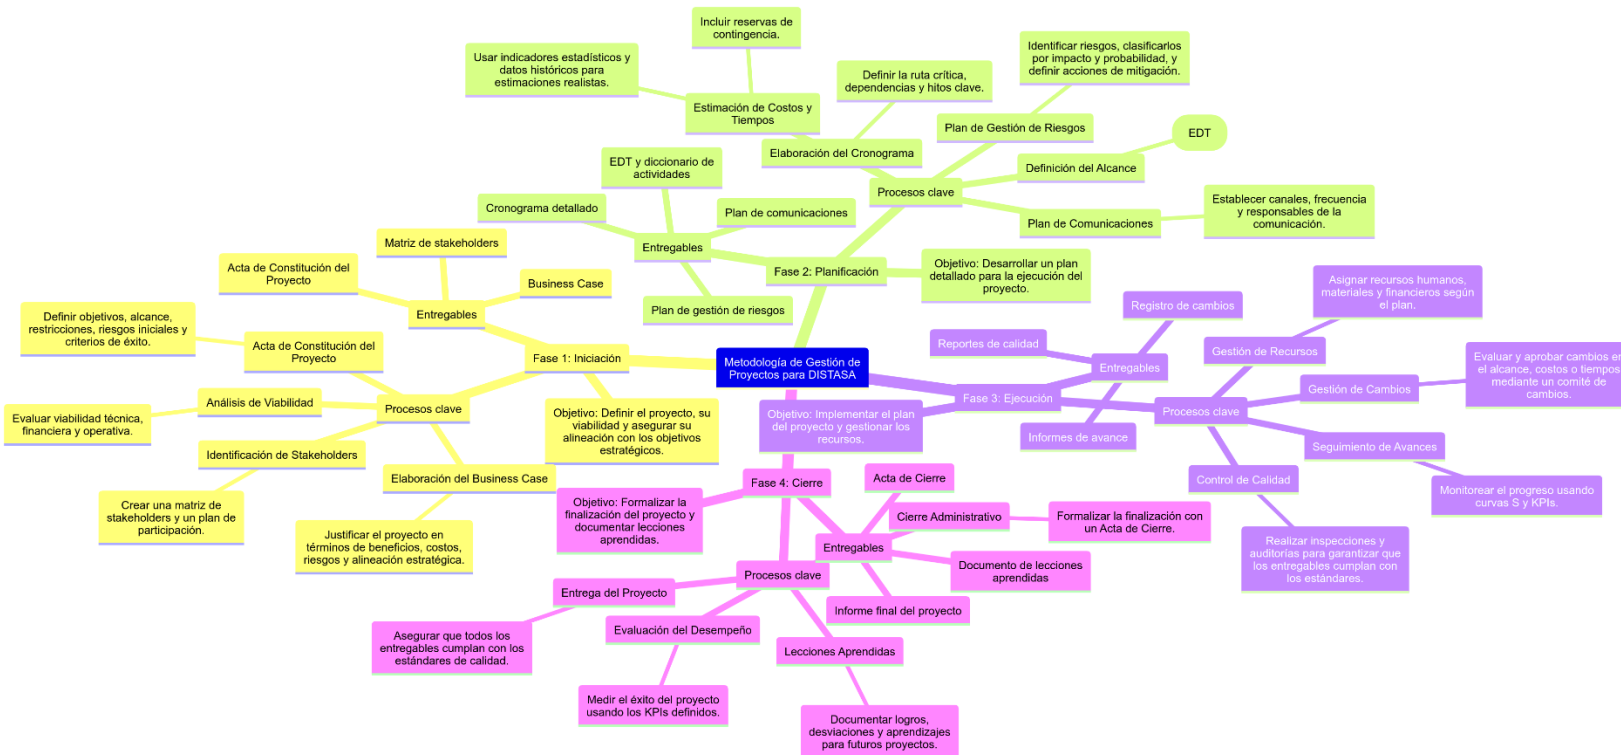 Metodología de Gestión de
Proyectos para DISTASA
Fase 1: Iniciación
Objetivo: Definir el proyecto, su
viabilidad y asegurar su
alineación con los objetivos
estratégicos.
Entregables
Acta de Constitución del
Proyecto
Matriz de stakeholders
Business Case
Procesos clave
Acta de Constitución del
Proyecto
Definir objetivos, alcance,
restricciones, riesgos iniciales y
criterios de éxito.
Análisis de Viabilidad
Evaluar viabilidad técnica,
financiera y operativa.
Identificación de Stakeholders
Crear una matriz de
stakeholders y un plan de
participación.
Elaboración del Business Case
Justificar el proyecto en
términos de beneficios, costos,
riesgos y alineación estratégica.
Fase 2: Planificación
Objetivo: Desarrollar un plan
detallado para la ejecución del
proyecto.
Entregables
Cronograma detallado
EDT y diccionario de
actividades
Plan de comunicaciones
Plan de gestión de riesgos
Procesos clave
Elaboración del Cronograma
Definir la ruta crítica,
dependencias y hitos clave.
Estimación de Costos y
Tiempos
Usar indicadores estadísticos y
datos históricos para
estimaciones realistas.
Incluir reservas de
contingencia.
Plan de Gestión de Riesgos
Identificar riesgos, clasificarlos
por impacto y probabilidad, y
definir acciones de mitigación.
Definición del Alcance
EDT
Plan de Comunicaciones
Establecer canales, frecuencia
y responsables de la
comunicación.
Fase 3: Ejecución
Objetivo: Implementar el plan
del proyecto y gestionar los
recursos.
Entregables
Reportes de calidad
Registro de cambios
Informes de avance
Procesos clave
Gestión de Recursos
Asignar recursos humanos,
materiales y financieros según
el plan.
Gestión de Cambios
Evaluar y aprobar cambios en
el alcance, costos o tiempos
mediante un comité de
cambios.
Seguimiento de Avances
Monitorear el progreso usando
curvas S y KPIs.
Control de Calidad
Realizar inspecciones y
auditorías para garantizar que
los entregables cumplan con
los estándares.
Fase 4: Cierre
Objetivo: Formalizar la
finalización del proyecto y
documentar lecciones
aprendidas.
Entregables
Acta de Cierre
Cierre Administrativo
Formalizar la finalización con
un Acta de Cierre.
Documento de lecciones
aprendidas
Informe final del proyecto
Procesos clave
Entrega del Proyecto
Asegurar que todos los
entregables cumplan con los
estándares de calidad.
Evaluación del Desempeño
Medir el éxito del proyecto
usando los KPIs definidos.
Lecciones Aprendidas
Documentar logros,
desviaciones y aprendizajes
para futuros proyectos.